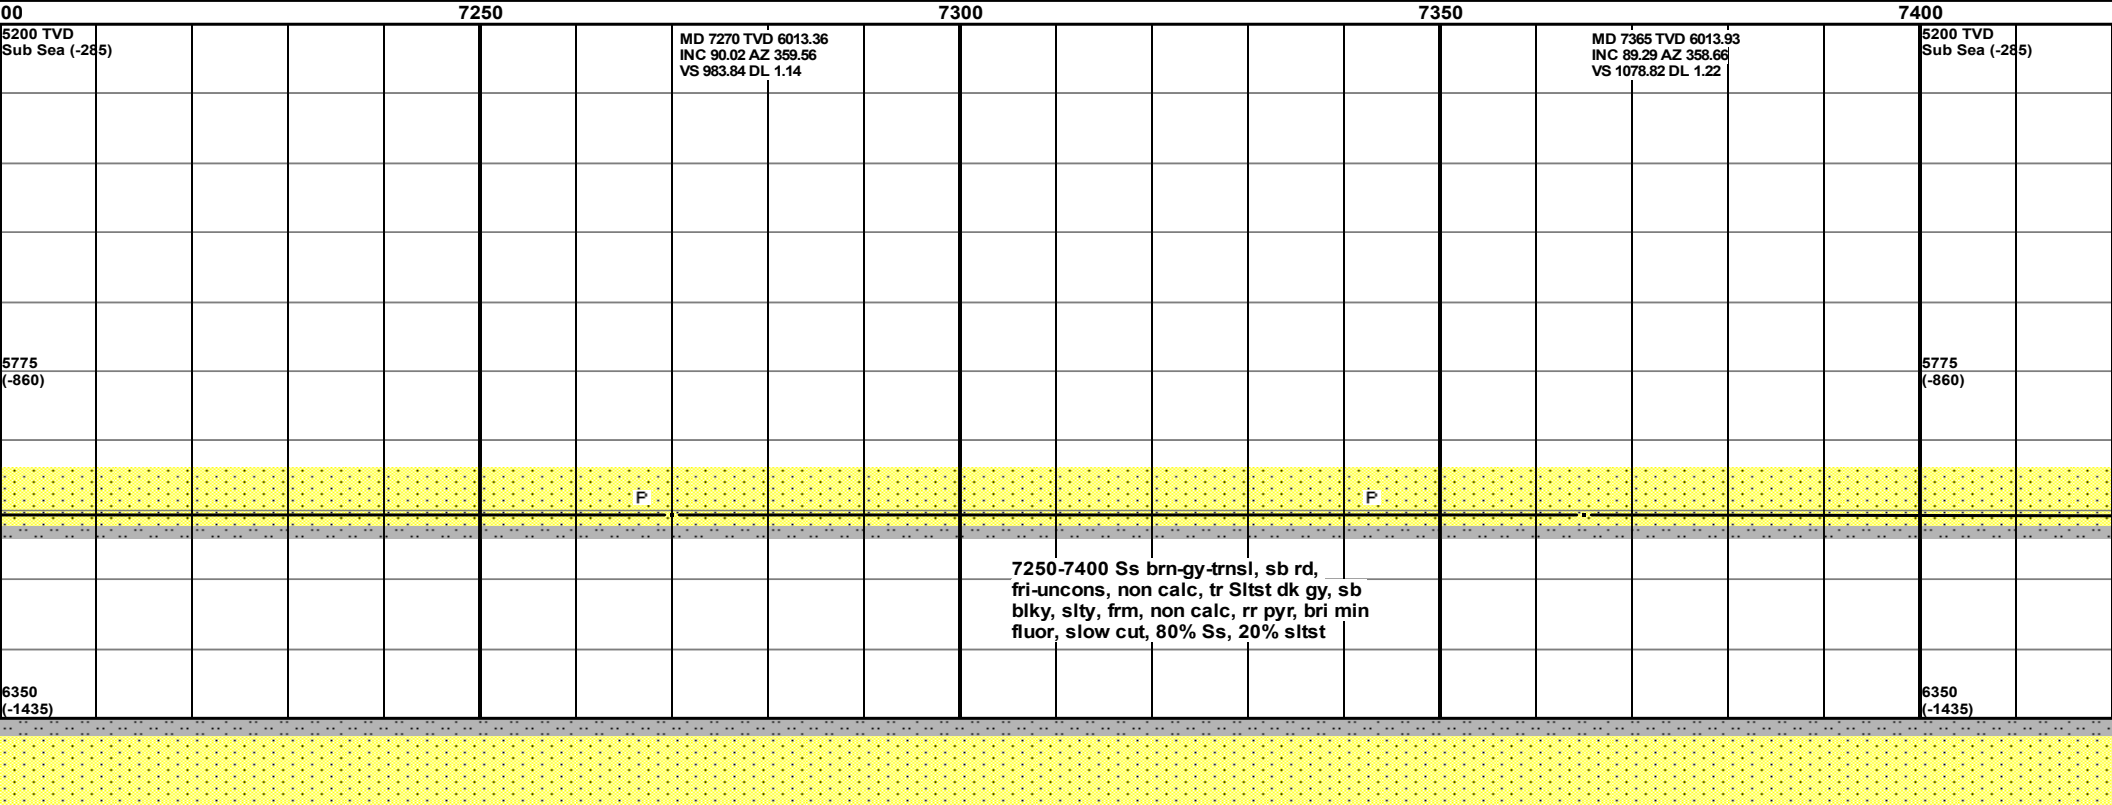 00 7250 7300 7350 7400
5200 TVD
Sub Sea (-285)
MD 7270 TVD 6013.36
INC 90.02 AZ 359.56
VS 983.84 DL 1.14
MD 7365 TVD 6013.93
INC 89.29 AZ 358.66
VS 1078.82 DL 1.22
5200 TVD
Sub Sea (-285)
5775
(-860)
5775
(-860)
P P
7250-7400 Ss brn-gy-trnsl, sb rd,
fri-uncons, non calc, tr Sltst dk gy, sb
blky, slty, frm, non calc, rr pyr, bri min
fluor, slow cut, 80% Ss, 20% sltst
6350
(-1435)
6350
(-1435)